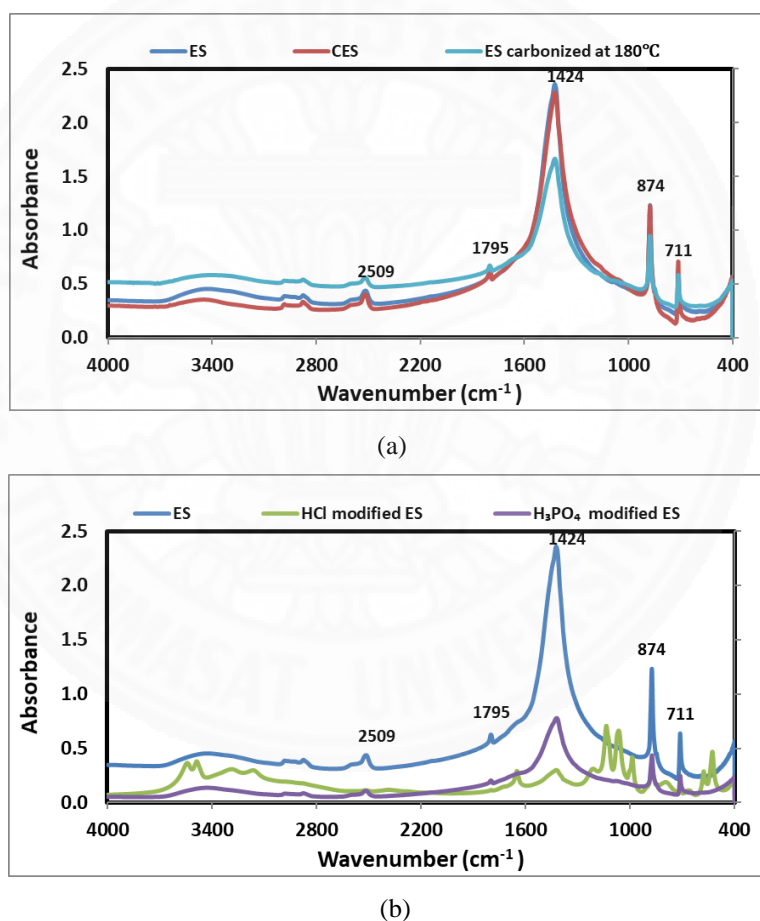 ES CES ES carbonized at 180°C
2.5
2.0
1.5
1.0
0.5
0.0
Absorbance
1424
874
711
1795
2509
4000 3400 2800 2200 1600 1000 400
Wavenumber (cm⁻¹ )
(a)
ES HCl modified ES H₃PO₄ modified ES
2.5
2.0
1.5
1.0
0.5
0.0
Absorbance
1424
874
711
1795
2509
4000 3400 2800 2200 1600 1000 400
Wavenumber (cm⁻¹ )
(b)
THAMMASAT UNIVERSITY